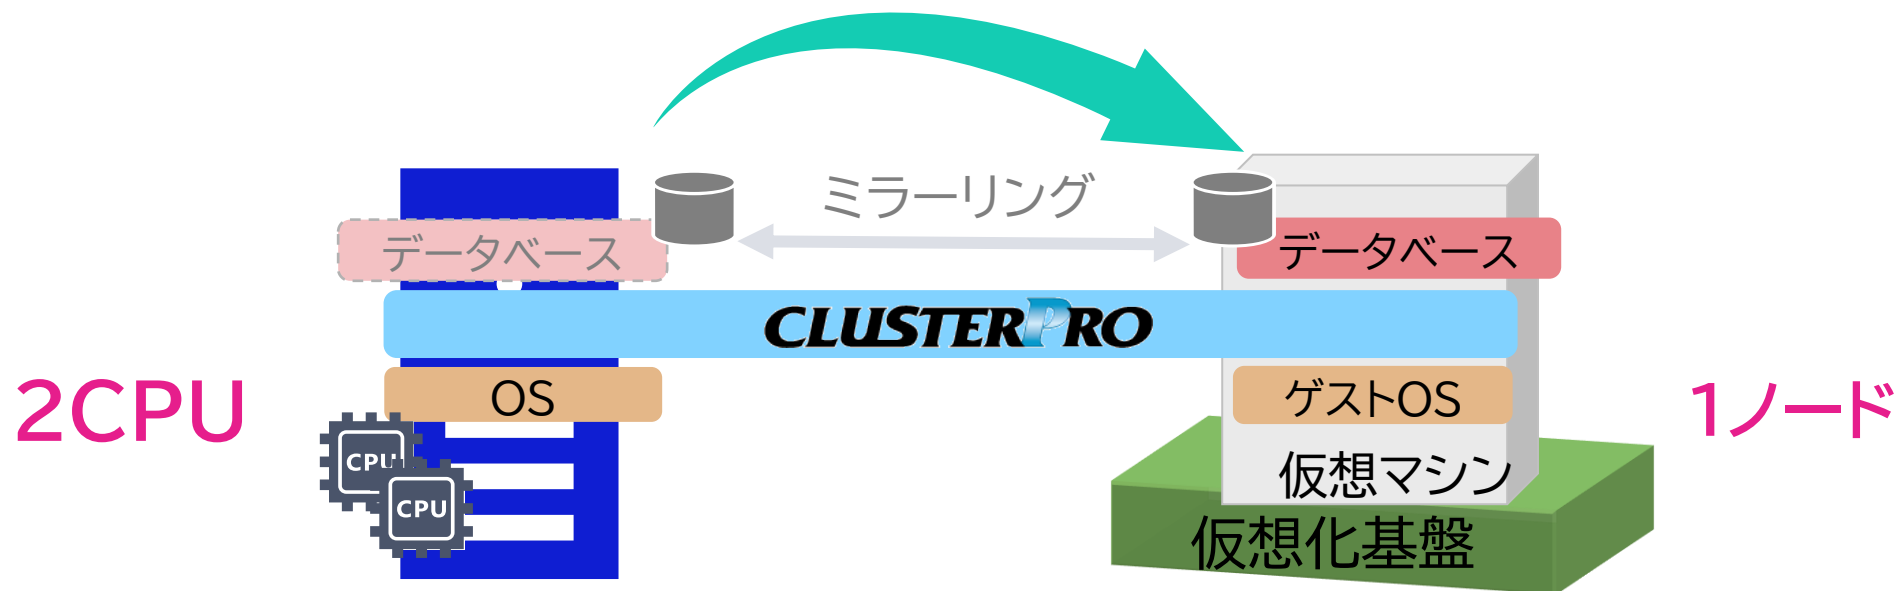 ミラーリング
データベース
データベース
CLUSTERPRO
OS
ゲストOS
2CPU
1ノード
CPU
CPU
仮想マシン
仮想化基盤